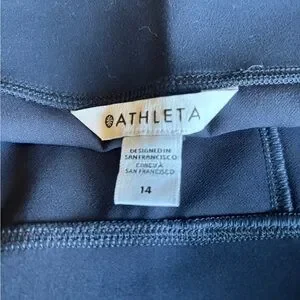 ATHLETA
DESIGNED IN
SAN FRANCISCO
CONÇU À
SAN FRANCISCO
14